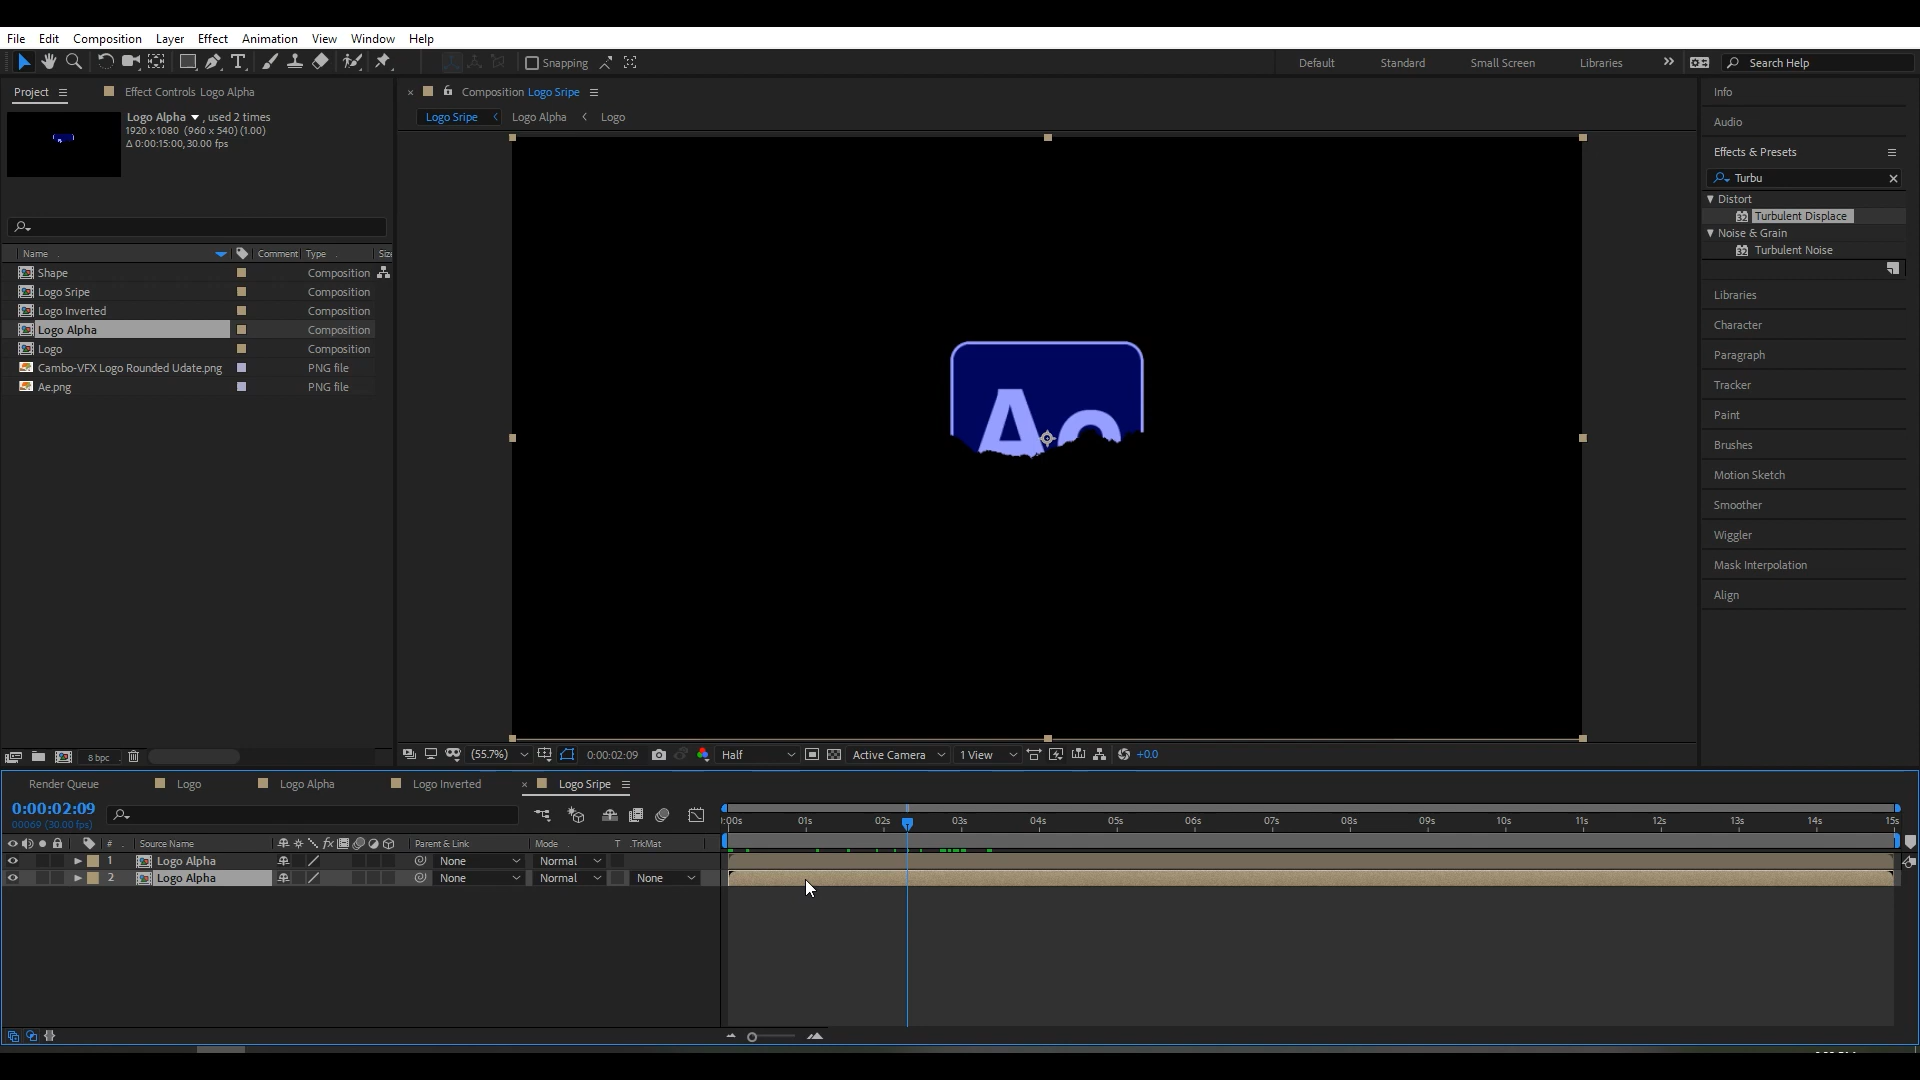 File Edit Composition Layer Effect Animation View Window Help
Snapping Default Standard Small Screen Libraries Search Help
Project Effect Controls Logo Alpha
Logo Alpha , used 2 times
1920 x 1080 (960 x 540) (1.00)
Δ 0:00:15:00, 30.00 fps
Name Comment Type Siz
Shape Composition
Logo Sripe Composition
Logo Inverted Composition
Logo Alpha Composition
Logo Composition
Cambo-VFX Logo Rounded Udate.png PNG file
Ae.png PNG file
8 bpc
Composition Logo Sripe
Logo Sripe Logo Alpha Logo
Ae
(55.7%) 0:00:02:09 Half Active Camera 1 View +0.0
Info
Audio
Effects & Presets
Turbu
Distort
32 Turbulent Displace
Noise & Grain
32 Turbulent Noise
Libraries
Character
Paragraph
Tracker
Paint
Brushes
Motion Sketch
Smoother
Wiggler
Mask Interpolation
Align
Render Queue Logo Logo Alpha Logo Inverted Logo Sripe
0:00:02:09
00069 (30.00 fps)
# Source Name fx Parent & Link Mode T .TrkMat
1 Logo Alpha None Normal
2 Logo Alpha None Normal None
):00s 01s 02s 03s 04s 05s 06s 07s 08s 09s 10s 11s 12s 13s 14s 15s